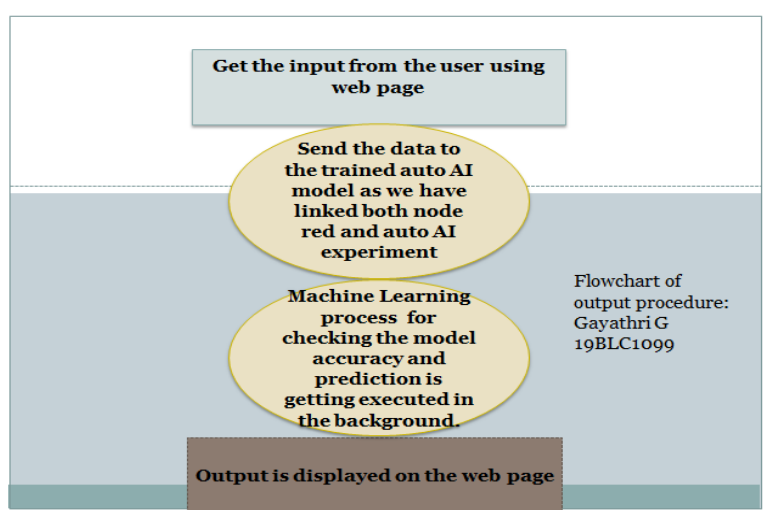 Get the input from the user using
web page
Send the data to
the trained auto AI
model as we have
linked both node
red and auto AI
experiment
Machine Learning
process for
checking the model
accuracy and
prediction is
getting executed in
the background.
Flowchart of
output procedure:
Gayathri G
19BLC1099
Output is displayed on the web page